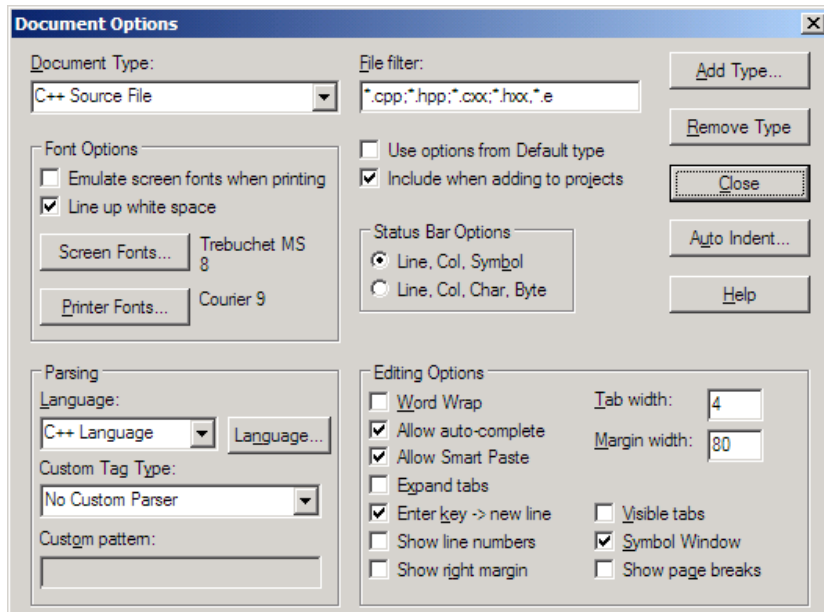 Document Options
Document Type:
C++ Source File
File filter:
*.cpp;*.hpp;*.cxx;*.hxx,*.e
Add Type...
Remove Type
Close
Auto Indent...
Help
Font Options
Emulate screen fonts when printing
Line up white space
Screen Fonts...
Trebuchet MS
8
Printer Fonts...
Courier 9
Use options from Default type
Include when adding to projects
Status Bar Options
Line, Col, Symbol
Line, Col, Char, Byte
Parsing
Language:
C++ Language
Language...
Custom Tag Type:
No Custom Parser
Custom pattern:
Editing Options
Word Wrap
Allow auto-complete
Allow Smart Paste
Expand tabs
Enter key -> new line
Show line numbers
Show right margin
Tab width:
4
Margin width:
80
Visible tabs
Symbol Window
Show page breaks